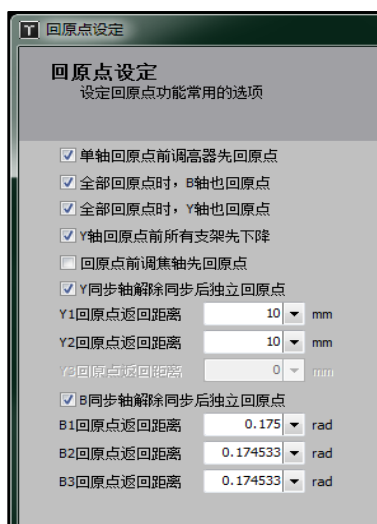 回原点设定
回原点设定
设定回原点功能常用的选项
单轴回原点前调高器先回原点
全部回原点时，B轴也回原点
全部回原点时，Y轴也回原点
Y轴回原点前所有支架先下降
回原点前调焦轴先回原点
Y同步轴解除同步后独立回原点
Y1回原点返回距离 10 mm
Y2回原点返回距离 10 mm
Y3回原点返回距离 0 mm
B同步轴解除同步后独立回原点
B1回原点返回距离 0.175 rad
B2回原点返回距离 0.174533 rad
B3回原点返回距离 0.174533 rad